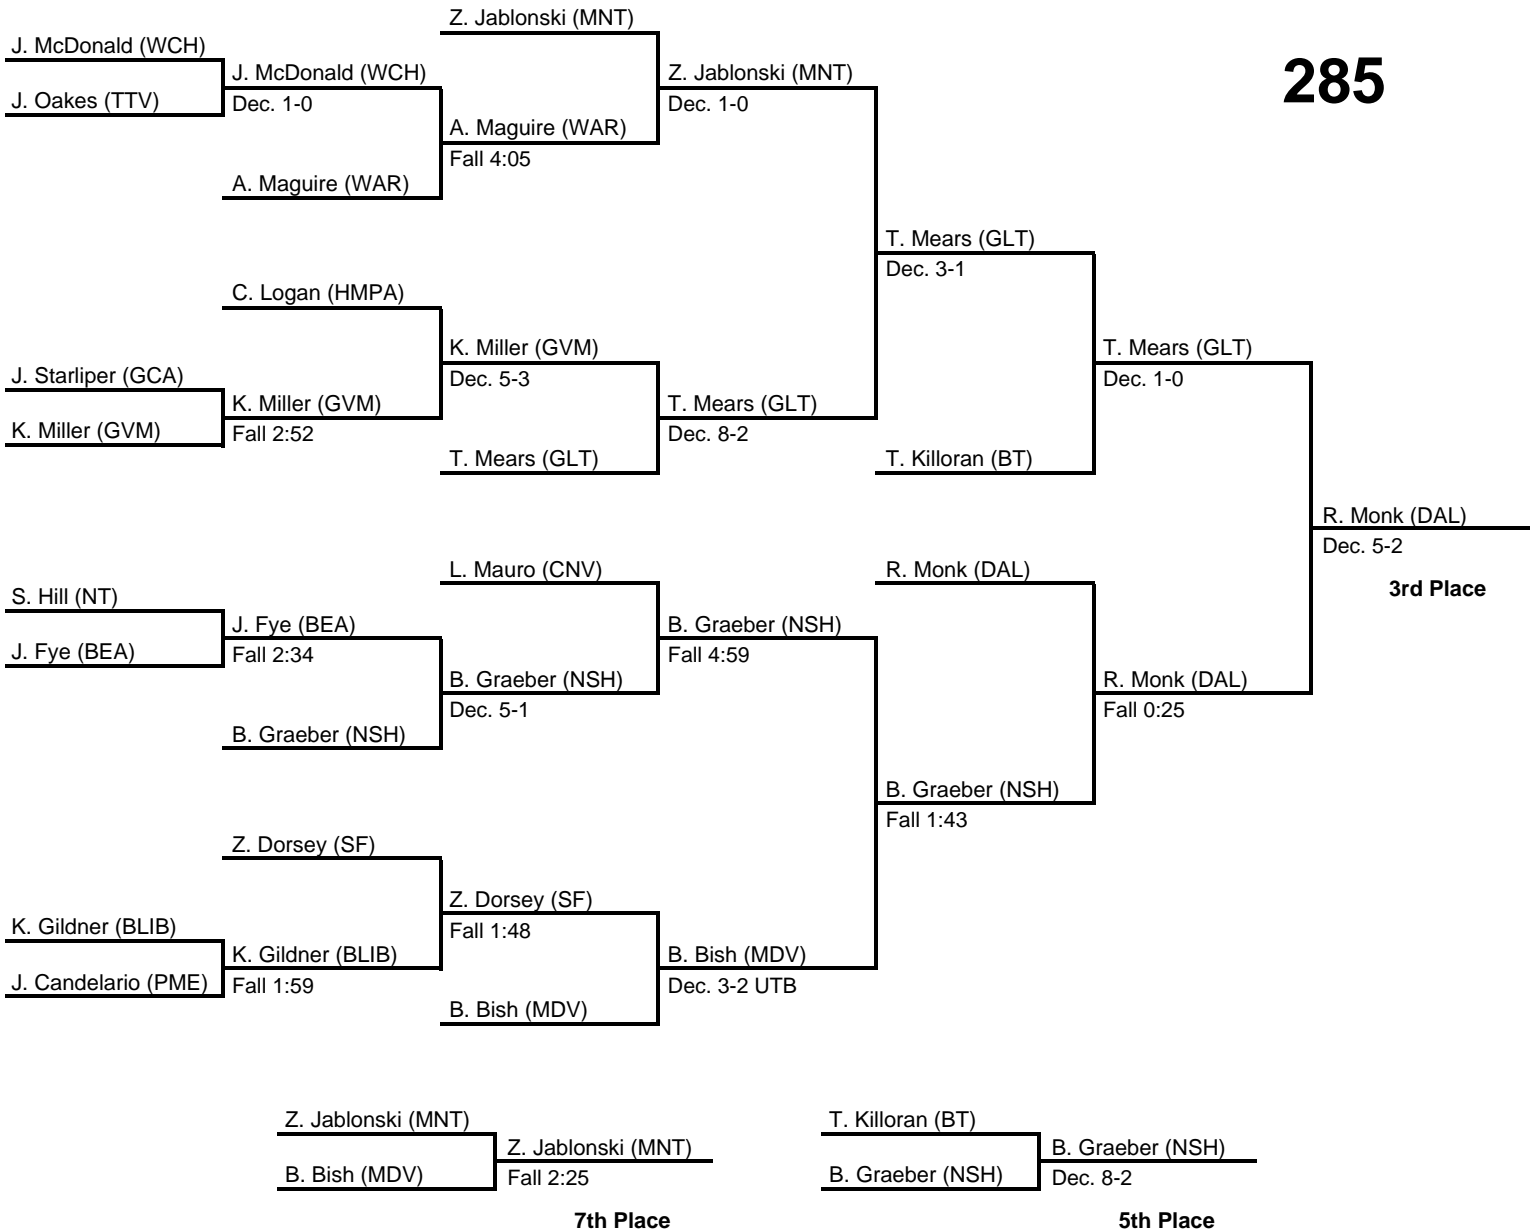 285
Z. Jablonski (MNT)
J. McDonald (WCH)
J. McDonald (WCH)
Z. Jablonski (MNT)
J. Oakes (TTV)
Dec. 1-0
Dec. 1-0
A. Maguire (WAR)
Fall 4:05
A. Maguire (WAR)
T. Mears (GLT)
Dec. 3-1
C. Logan (HMPA)
K. Miller (GVM)
T. Mears (GLT)
J. Starliper (GCA)
Dec. 5-3
Dec. 1-0
K. Miller (GVM)
T. Mears (GLT)
K. Miller (GVM)
Fall 2:52
Dec. 8-2
T. Mears (GLT)
T. Killoran (BT)
R. Monk (DAL)
Dec. 5-2
3rd Place
L. Mauro (CNV)
R. Monk (DAL)
S. Hill (NT)
J. Fye (BEA)
B. Graeber (NSH)
J. Fye (BEA)
Fall 2:34
Fall 4:59
B. Graeber (NSH)
R. Monk (DAL)
Dec. 5-1
Fall 0:25
B. Graeber (NSH)
B. Graeber (NSH)
Fall 1:43
Z. Dorsey (SF)
Z. Dorsey (SF)
K. Gildner (BLIB)
Fall 1:48
K. Gildner (BLIB)
B. Bish (MDV)
J. Candelario (PME)
Fall 1:59
Dec. 3-2 UTB
B. Bish (MDV)
Z. Jablonski (MNT)
Z. Jablonski (MNT)
B. Bish (MDV)
Fall 2:25
7th Place
T. Killoran (BT)
B. Graeber (NSH)
B. Graeber (NSH)
Dec. 8-2
5th Place